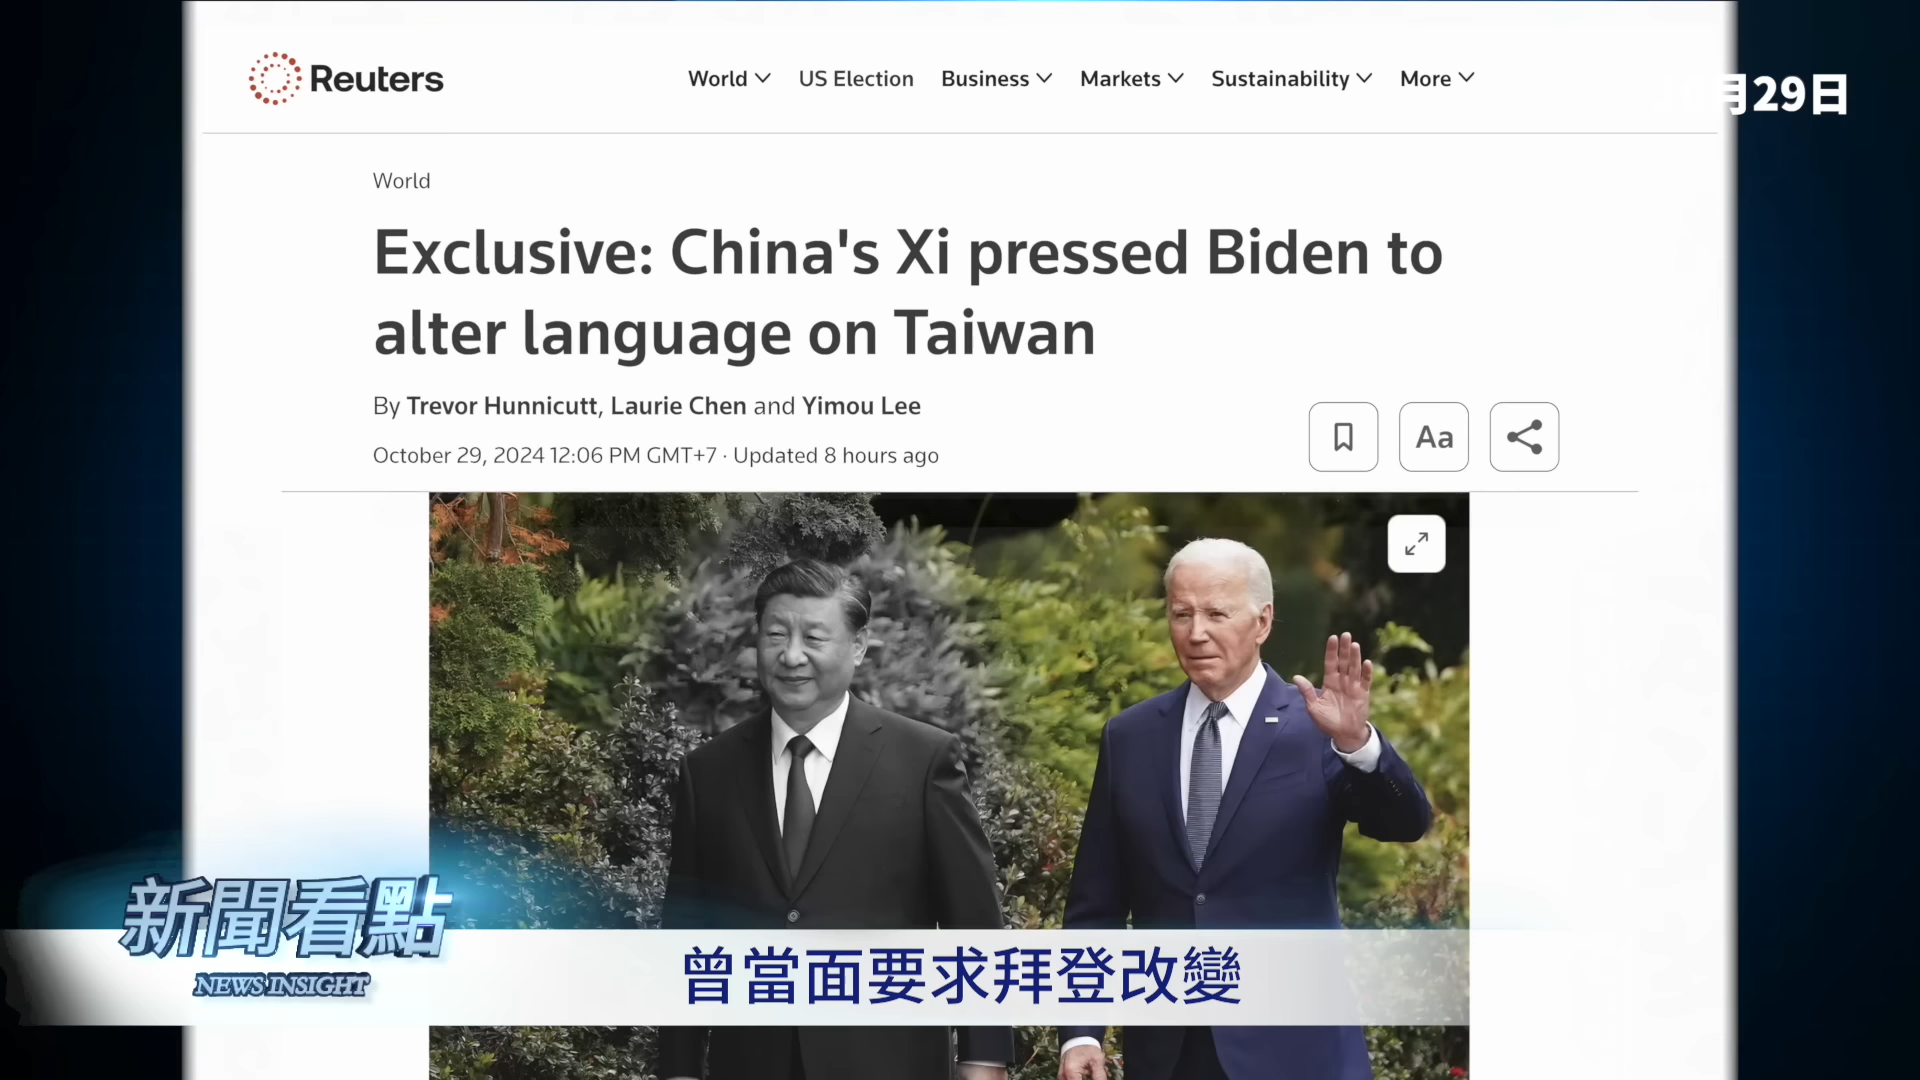 Reuters
World US Election Business Markets Sustainability More
月29日
World
Exclusive: China's Xi pressed Biden to
alter language on Taiwan
By Trevor Hunnicutt, Laurie Chen and Yimou Lee
October 29, 2024 12:06 PM GMT+7 · Updated 8 hours ago
Aa
新聞看點
NEWS INSIGHT
曾當面要求拜登改變